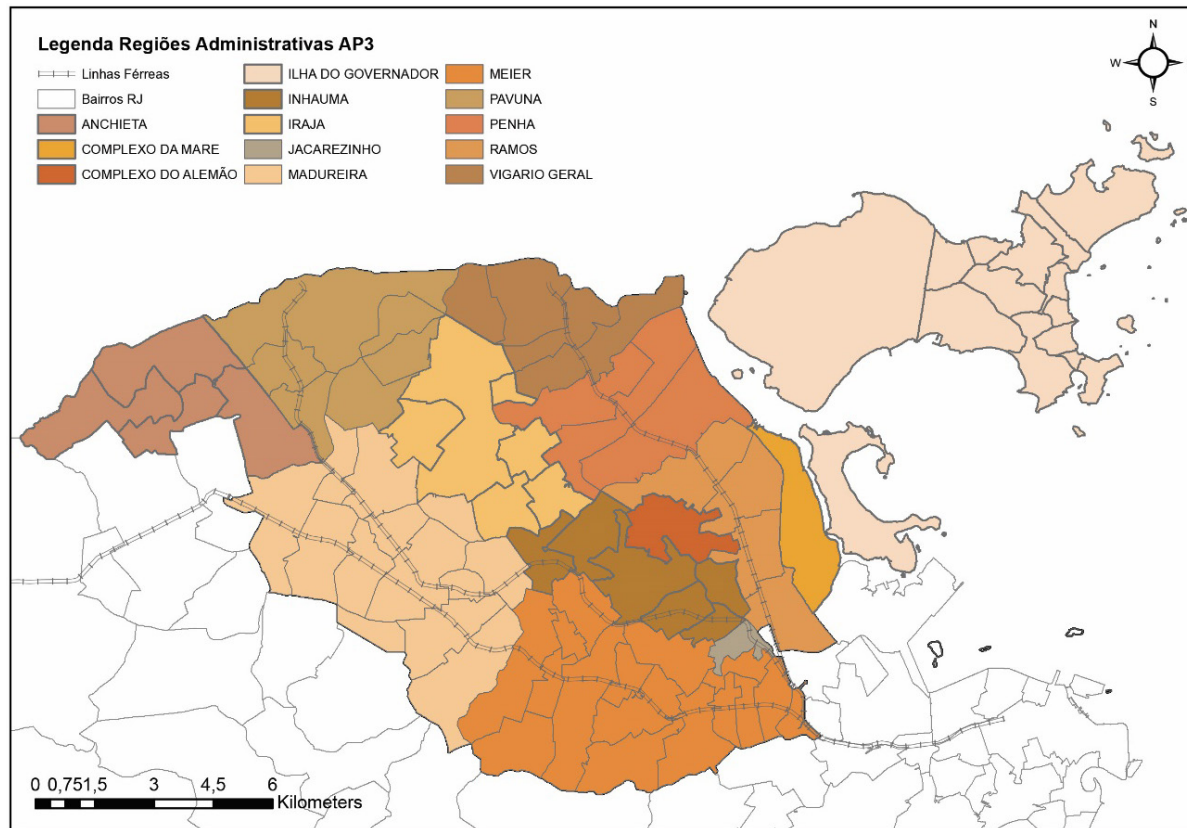 Legenda Regiões Administrativas AP3
Linhas Férreas
Bairros RJ
ANCHIETA
COMPLEXO DA MARE
COMPLEXO DO ALEMÃO
ILHA DO GOVERNADOR
INHAUMA
IRAJA
JACAREZINHO
MADUREIRA
MEIER
PAVUNA
PENHA
RAMOS
VIGARIO GERAL
N
W
S
0 0,751,5 3 4,5 6
Kilometers